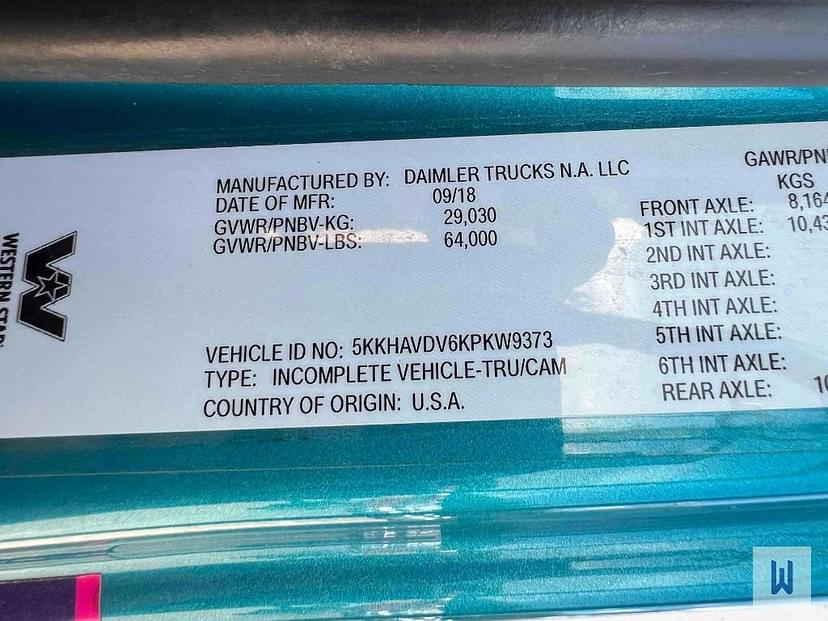 WESTERN STAR
MANUFACTURED BY: DAIMLER TRUCKS N.A. LLC
DATE OF MFR: 09/18
GVWR/PNBV-KG: 29,030
GVWR/PNBV-LBS: 64,000
VEHICLE ID NO: 5KKHAVDV6KPKW9373
TYPE: INCOMPLETE VEHICLE-TRU/CAM
COUNTRY OF ORIGIN: U.S.A.
GAWR/PN
KGS
FRONT AXLE: 8,164
1ST INT AXLE: 10,43
2ND INT AXLE:
3RD INT AXLE:
4TH INT AXLE:
5TH INT AXLE:
6TH INT AXLE:
REAR AXLE: 10
W